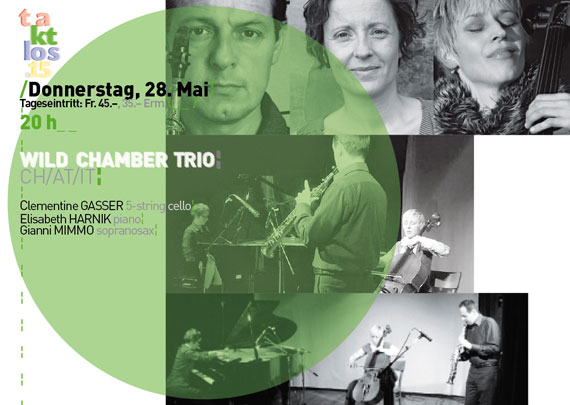 ta
kt
los
15
/Donnerstag, 28. Mai
Tageseintritt: Fr. 45.–, 35.– Erm.
20 h__
WILD CHAMBER TRIO
CH/AT/IT
Clementine GASSER 5-string cello
Elisabeth HARNIK piano
Gianni MIMMO sopranosax